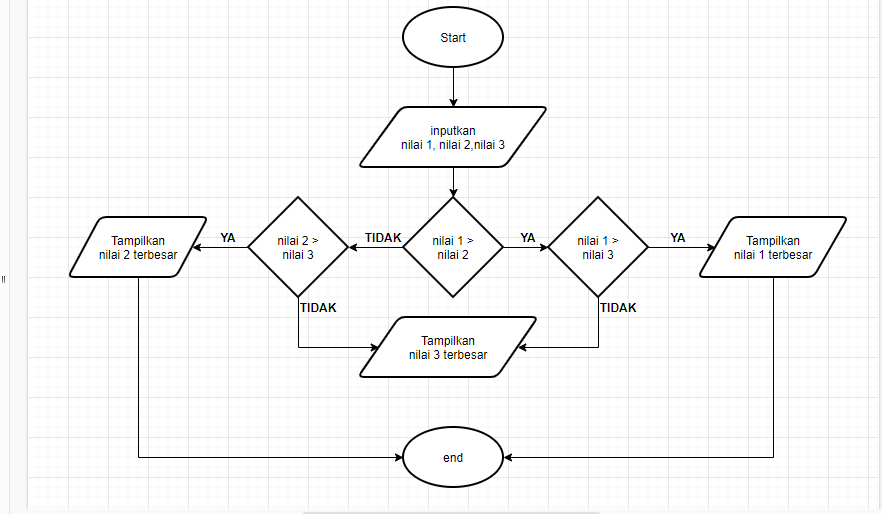 Start
inputkan
nilai 1, nilai 2,nilai 3
Tampilkan
nilai 2 terbesar
YA
nilai 2 >
nilai 3
TIDAK
nilai 1 >
nilai 2
YA
nilai 1 >
nilai 3
YA
Tampilkan
nilai 1 terbesar
TIDAK
TIDAK
Tampilkan
nilai 3 terbesar
end